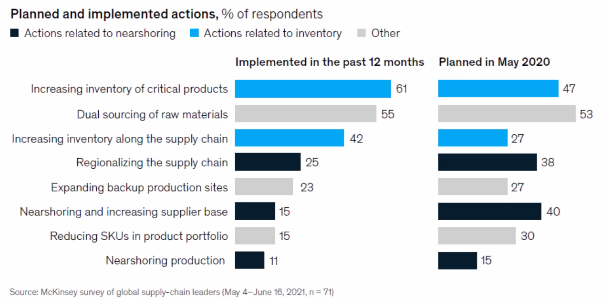 Planned and implemented actions, % of respondents
Actions related to nearshoring Actions related to inventory Other
Implemented in the past 12 months Planned in May 2020
Increasing inventory of critical products 61 47
Dual sourcing of raw materials 55 53
Increasing inventory along the supply chain 42 27
Regionalizing the supply chain 25 38
Expanding backup production sites 23 27
Nearshoring and increasing supplier base 15 40
Reducing SKUs in product portfolio 15 30
Nearshoring production 11 15
Source: McKinsey survey of global supply-chain leaders (May 4–June 16, 2021, n = 71)